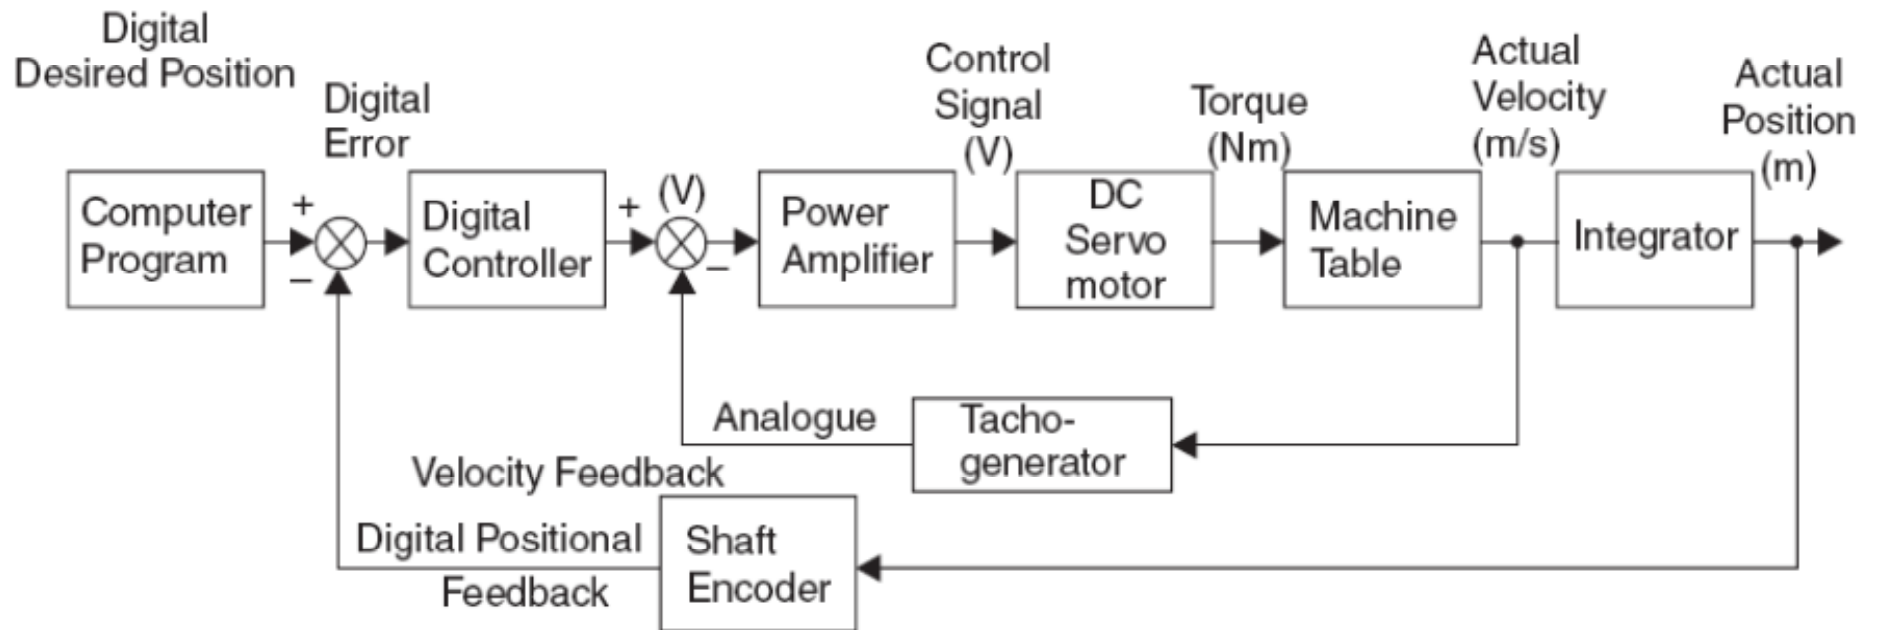 Digital
Desired Position
Digital
Error
Control
Signal
(V)
Torque
(Nm)
Actual
Velocity
(m/s)
Actual
Position
(m)
Computer
Program
+
–
Digital
Controller
+
(V)
–
Power
Amplifier
DC
Servo
motor
Machine
Table
Integrator
Analogue
Tacho-
generator
Velocity Feedback
Digital Positional
Feedback
Shaft
Encoder